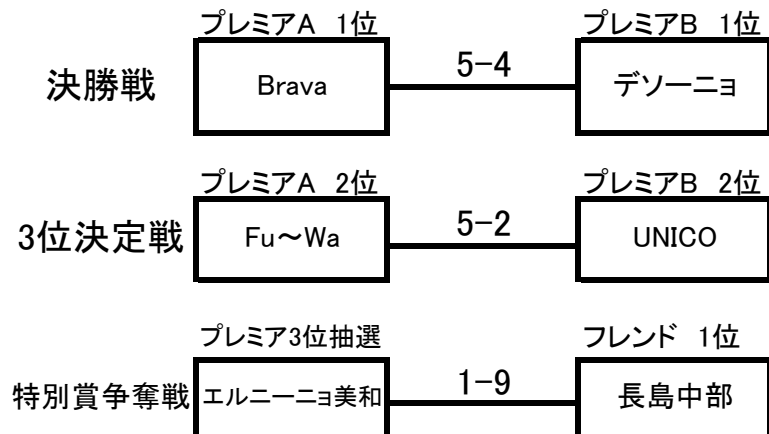 プレミアA 1位 プレミアB 1位
決勝戦 Brava 5-4 デソーニョ
プレミアA 2位 プレミアB 2位
3位決定戦 Fu～Wa 5-2 UNICO
プレミア3位抽選 フレンド 1位
特別賞争奪戦 エルニーニョ美和 1-9 長島中部